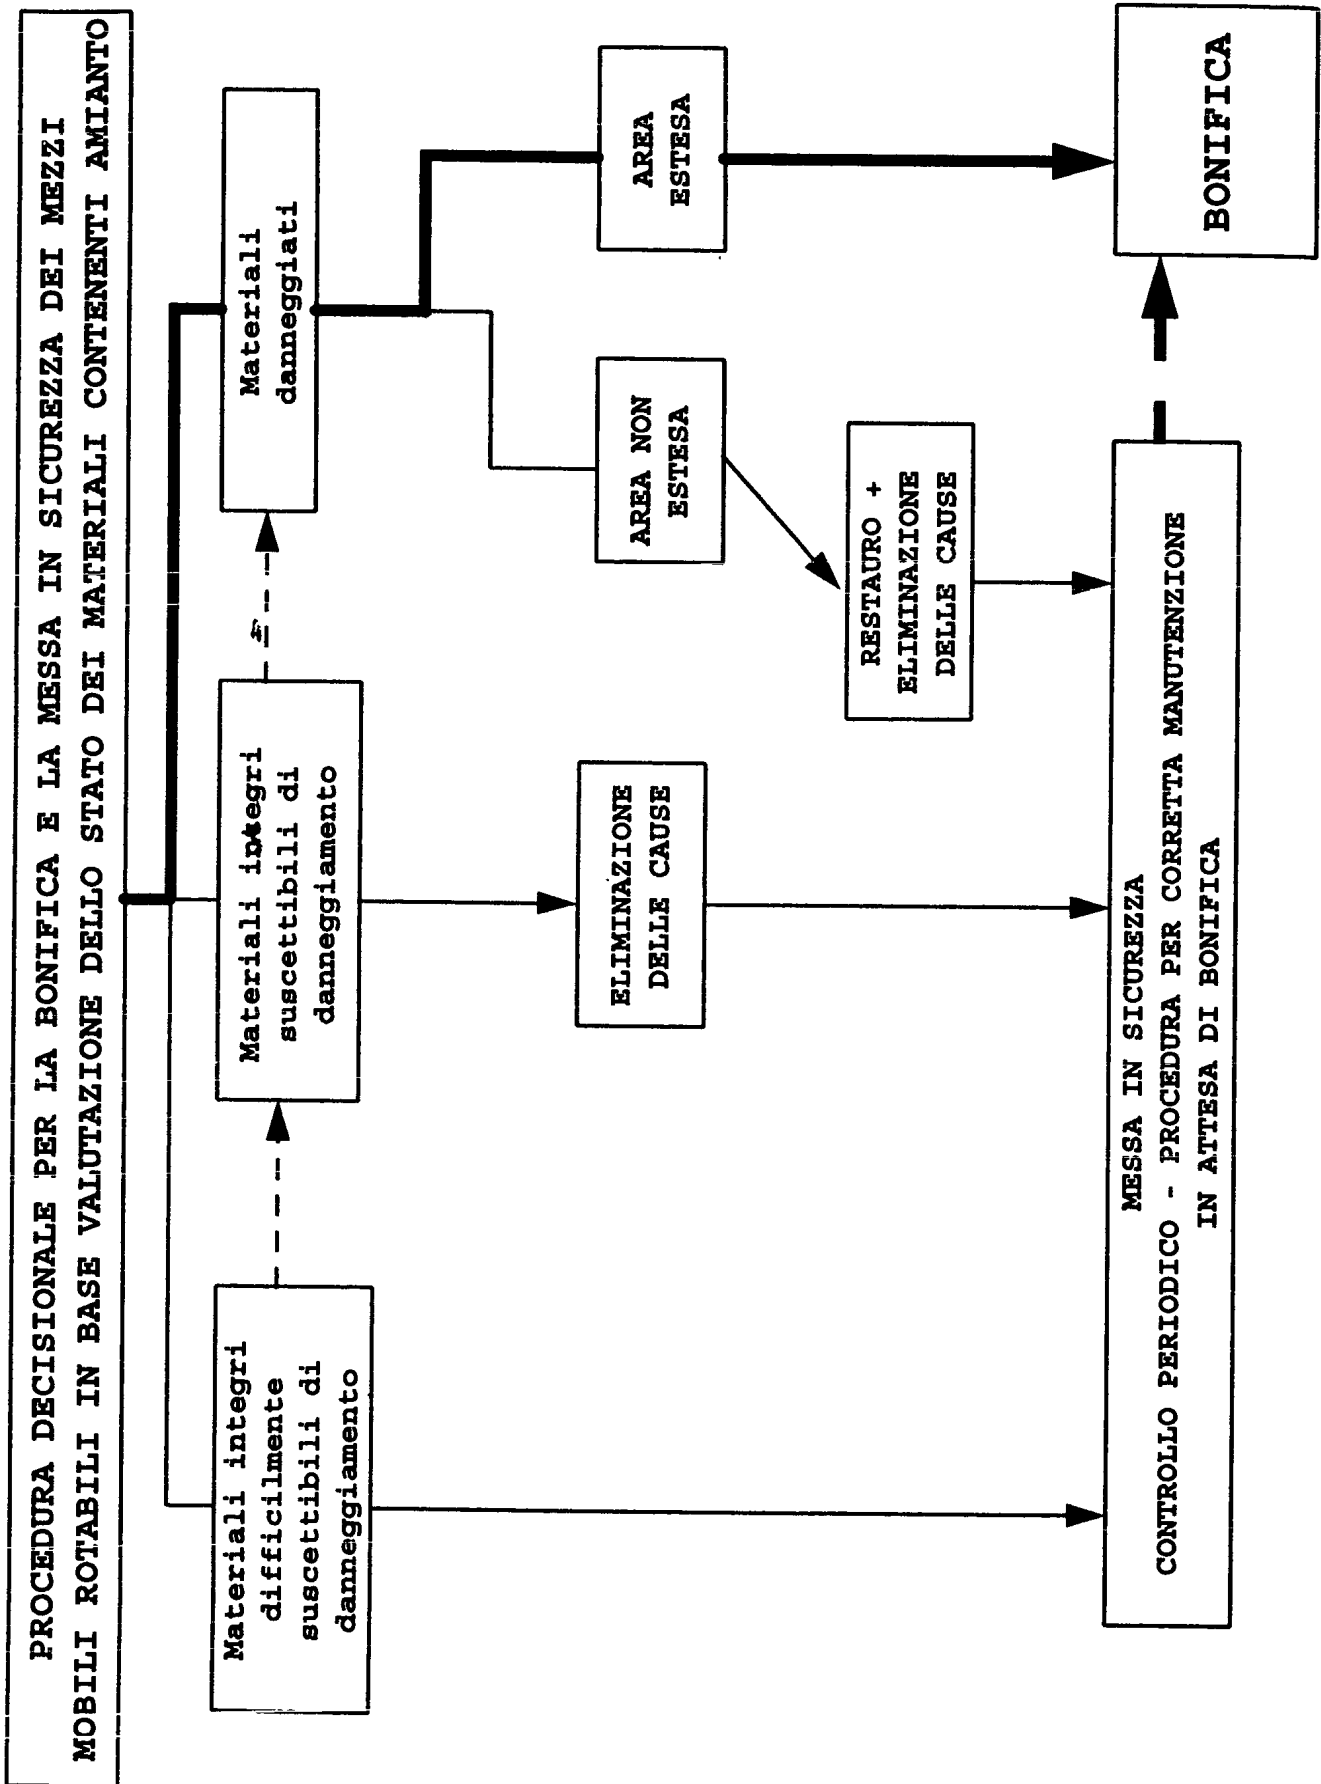 PROCEDURA DECISIONALE PER LA BONIFICA E LA MESSA IN SICUREZZA DEI MEZZI
MOBILI ROTABILI IN BASE VALUTAZIONE DELLO STATO DEI MATERIALI CONTENENTI AMIANTO
Materiali integri
difficilmente
suscettibili di
danneggiamento
Materiali integri
suscettibili di
danneggiamento
Materiali
danneggiati
ELIMINAZIONE
DELLE CAUSE
AREA NON
ESTESA
AREA
ESTESA
RESTAURO +
ELIMINAZIONE
DELLE CAUSE
MESSA IN SICUREZZA
CONTROLLO PERIODICO - PROCEDURA PER CORRETTA MANUTENZIONE
IN ATTESA DI BONIFICA
BONIFICA